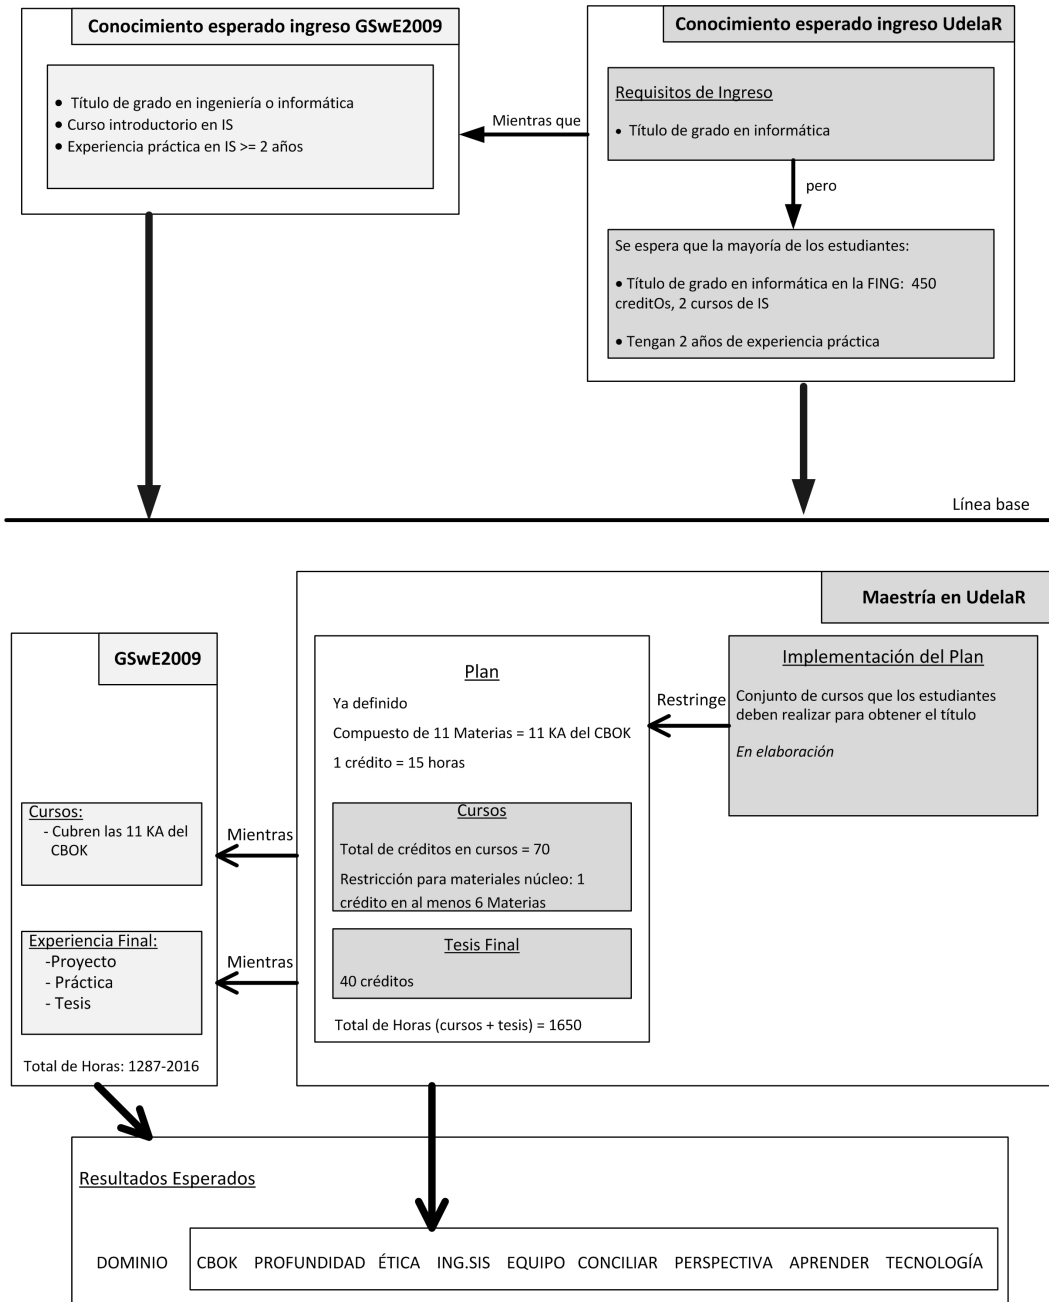 Conocimiento esperado ingreso GSwE2009
● Título de grado en ingeniería o informática
● Curso introductorio en IS
● Experiencia práctica en IS >= 2 años
Mientras que
Conocimiento esperado ingreso UdelaR
Requisitos de Ingreso
• Título de grado en informática
pero
Se espera que la mayoría de los estudiantes:
● Título de grado en informática en la FING: 450
creditOs, 2 cursos de IS
● Tengan 2 años de experiencia práctica
Línea base
GSwE2009
Cursos:
- Cubren las 11 KA del
CBOK
Experiencia Final:
-Proyecto
- Práctica
- Tesis
Total de Horas: 1287-2016
Mientras
Mientras
Maestría en UdelaR
Plan
Ya definido
Compuesto de 11 Materias = 11 KA del CBOK
1 crédito = 15 horas
Cursos
Total de créditos en cursos = 70
Restricción para materiales núcleo: 1
crédito en al menos 6 Materias
Tesis Final
40 créditos
Total de Horas (cursos + tesis) = 1650
Restringe
Implementación del Plan
Conjunto de cursos que los estudiantes
deben realizar para obtener el título
En elaboración
Resultados Esperados
DOMINIO CBOK PROFUNDIDAD ÉTICA ING.SIS EQUIPO CONCILIAR PERSPECTIVA APRENDER TECNOLOGÍA